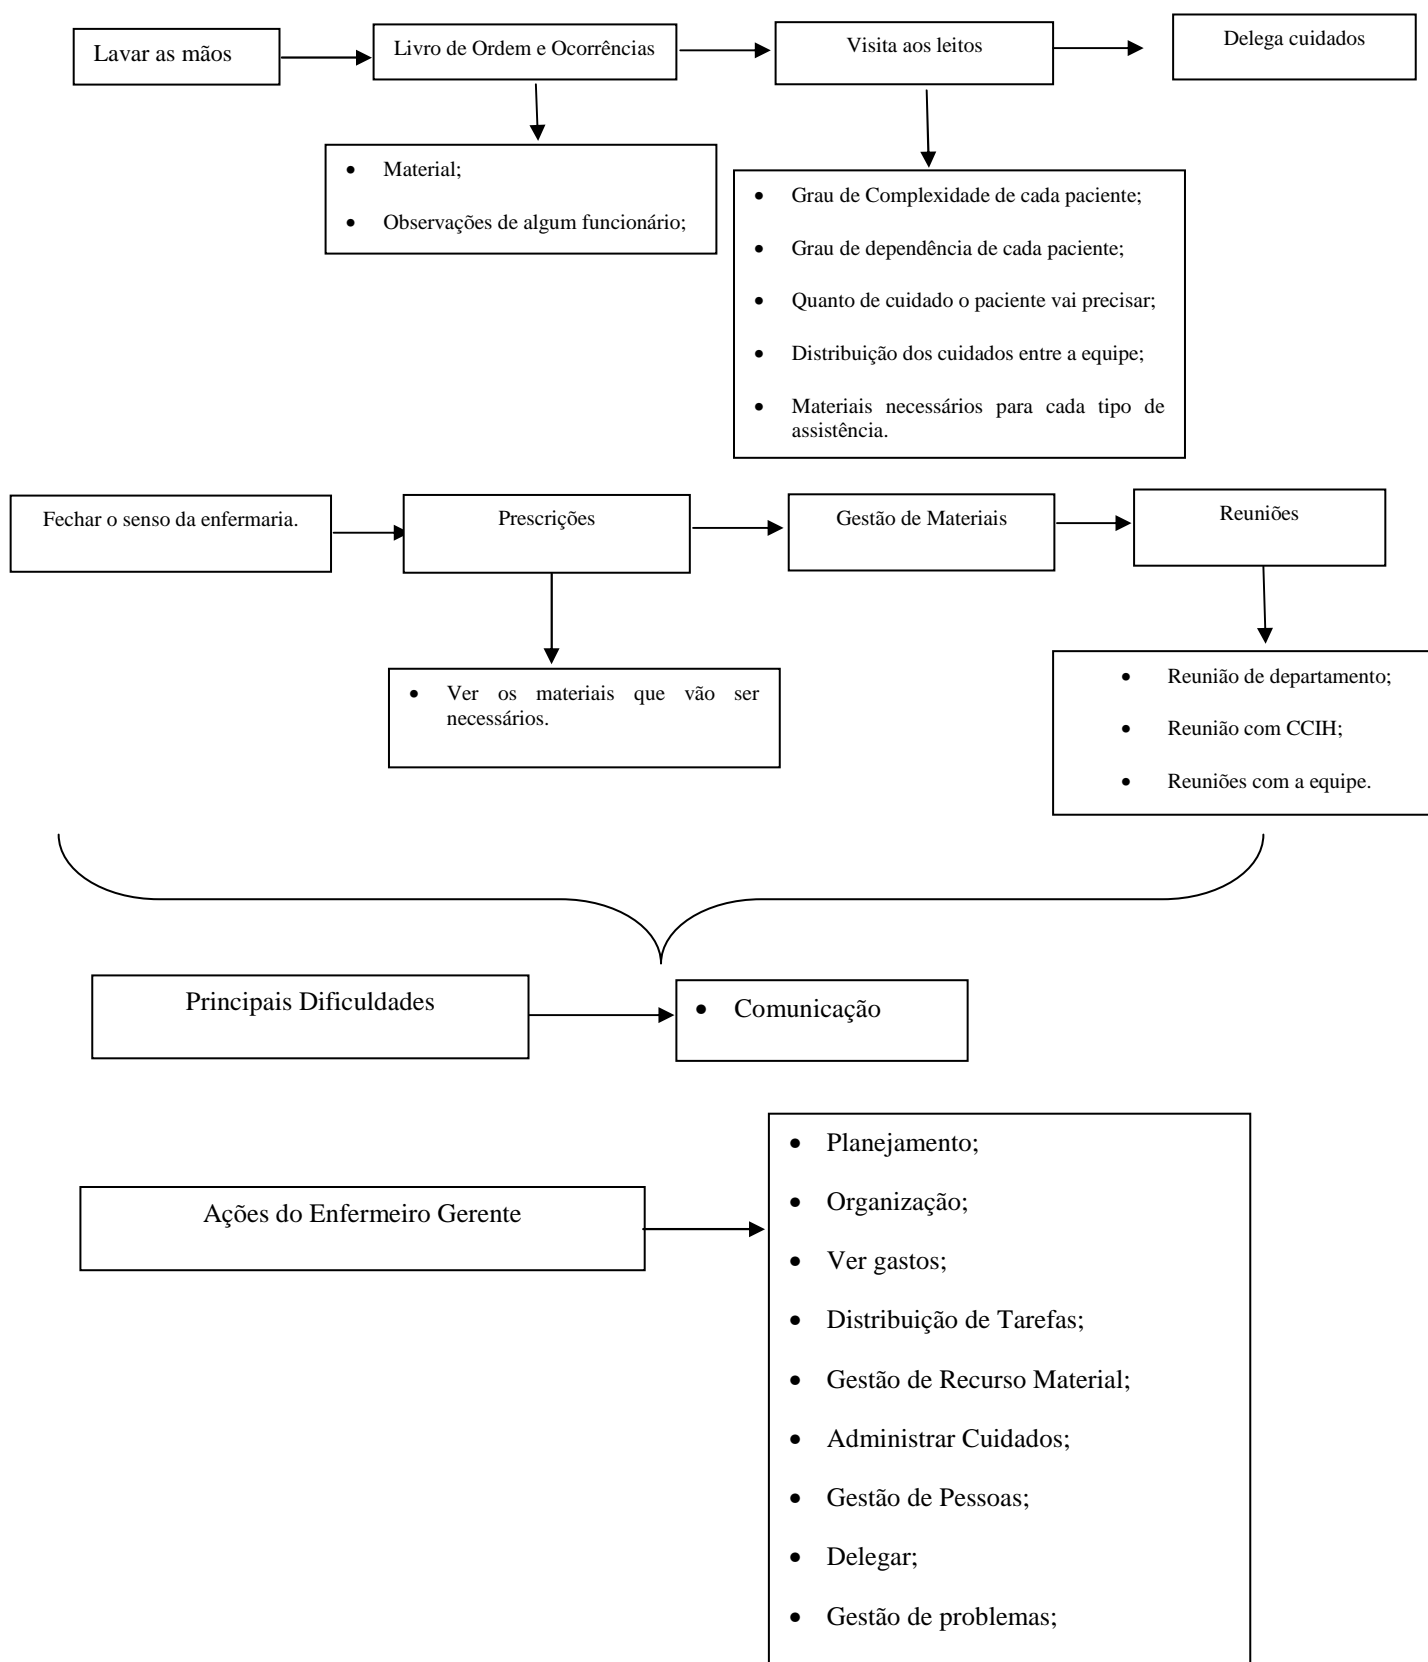 Lavar as mãos
Livro de Ordem e Ocorrências
Visita aos leitos
Delega cuidados
• Material;
• Observações de algum funcionário;
• Grau de Complexidade de cada paciente;
• Grau de dependência de cada paciente;
• Quanto de cuidado o paciente vai precisar;
• Distribuição dos cuidados entre a equipe;
• Materiais necessários para cada tipo de
assistência.
Fechar o senso da enfermaria.
Prescrições
Gestão de Materiais
Reuniões
• Ver os materiais que vão ser
necessários.
• Reunião de departamento;
• Reunião com CCIH;
• Reuniões com a equipe.
Principais Dificuldades
• Comunicação
Ações do Enfermeiro Gerente
• Planejamento;
• Organização;
• Ver gastos;
• Distribuição de Tarefas;
• Gestão de Recurso Material;
• Administrar Cuidados;
• Gestão de Pessoas;
• Delegar;
• Gestão de problemas;